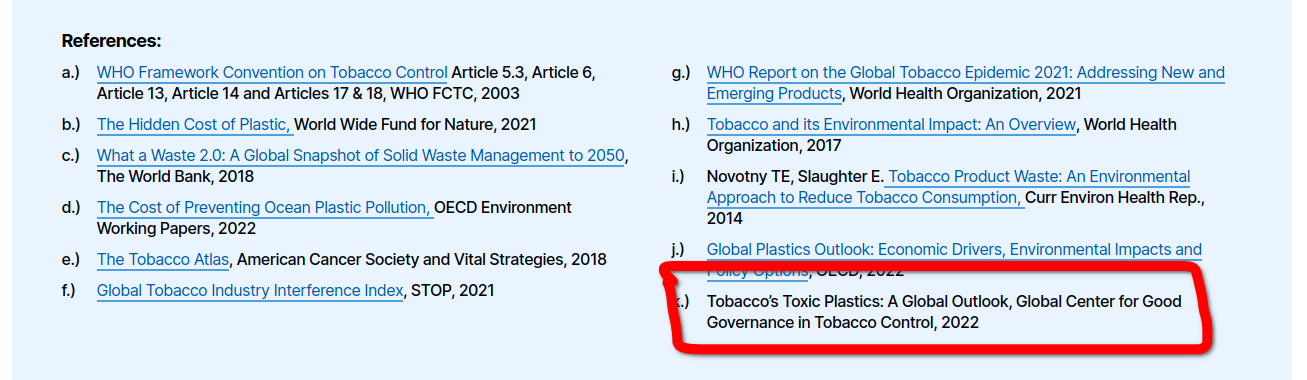 References:
a.) WHO Framework Convention on Tobacco Control Article 5.3, Article 6,
Article 13, Article 14 and Articles 17 & 18, WHO FCTC, 2003
b.) The Hidden Cost of Plastic, World Wide Fund for Nature, 2021
c.) What a Waste 2.0: A Global Snapshot of Solid Waste Management to 2050,
The World Bank, 2018
d.) The Cost of Preventing Ocean Plastic Pollution, OECD Environment
Working Papers, 2022
e.) The Tobacco Atlas, American Cancer Society and Vital Strategies, 2018
f.) Global Tobacco Industry Interference Index, STOP, 2021
g.) WHO Report on the Global Tobacco Epidemic 2021: Addressing New and
Emerging Products, World Health Organization, 2021
h.) Tobacco and its Environmental Impact: An Overview, World Health
Organization, 2017
i.) Novotny TE, Slaughter E. Tobacco Product Waste: An Environmental
Approach to Reduce Tobacco Consumption, Curr Environ Health Rep.,
2014
j.) Global Plastics Outlook: Economic Drivers, Environmental Impacts and
Policy Options, OECD, 2022
k.) Tobacco's Toxic Plastics: A Global Outlook, Global Center for Good
Governance in Tobacco Control, 2022